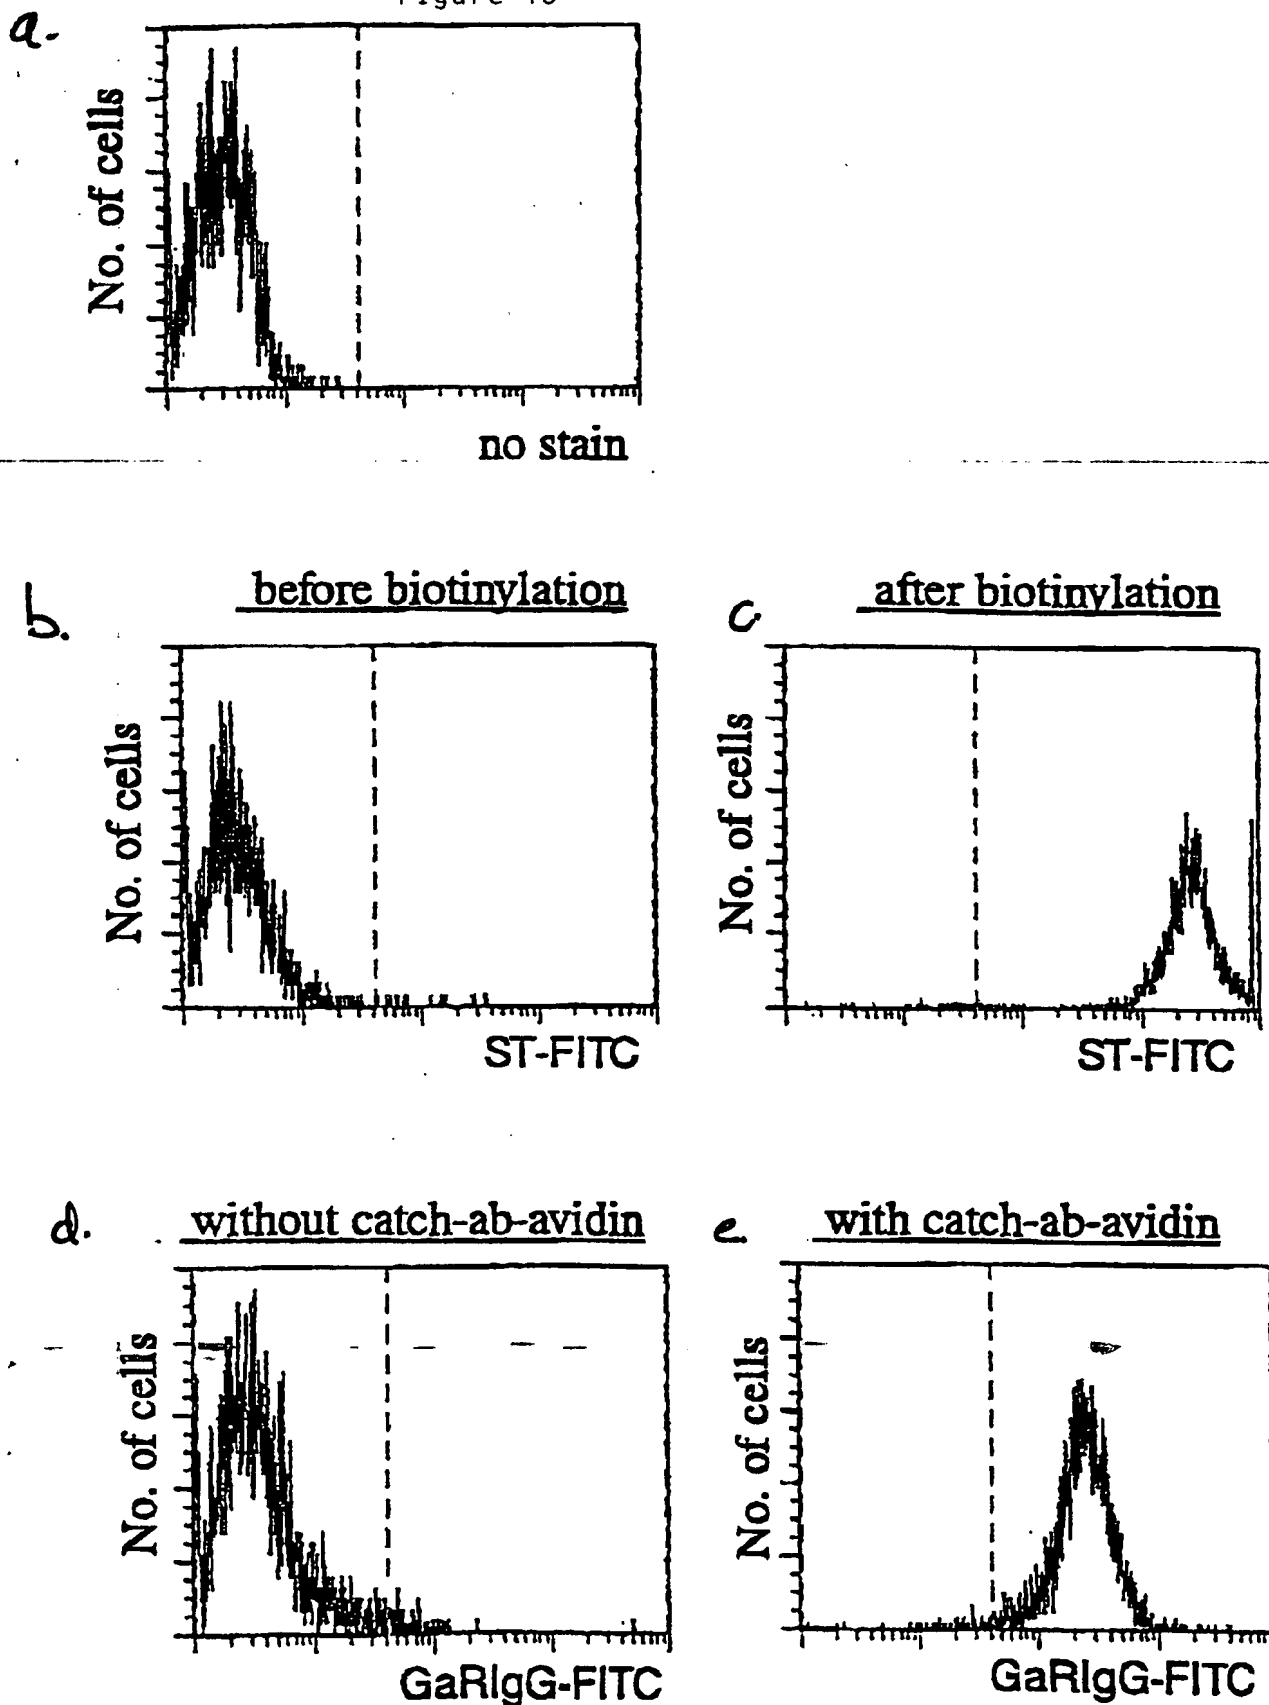 a.
No. of cells
no stain
before biotinylation
after biotinylation
b.
c
No. of cells
No. of cells
ST-FITC
ST-FITC
d.
without catch-ab-avidin
e.
with catch-ab-avidin
No. of cells
No. of cells
GaRIgG-FITC
GaRIgG-FITC